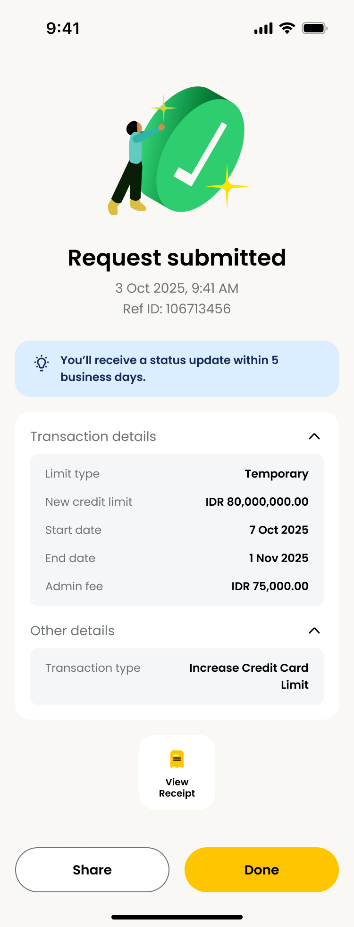 9:41
Request submitted
3 Oct 2025, 9:41 AM
Ref ID: 106713456
You’ll receive a status update within 5
business days.
Transaction details
Limit type Temporary
New credit limit IDR 80,000,000.00
Start date 7 Oct 2025
End date 1 Nov 2025
Admin fee IDR 75,000.00
Other details
Transaction type Increase Credit Card
Limit
View
Receipt
Share Done